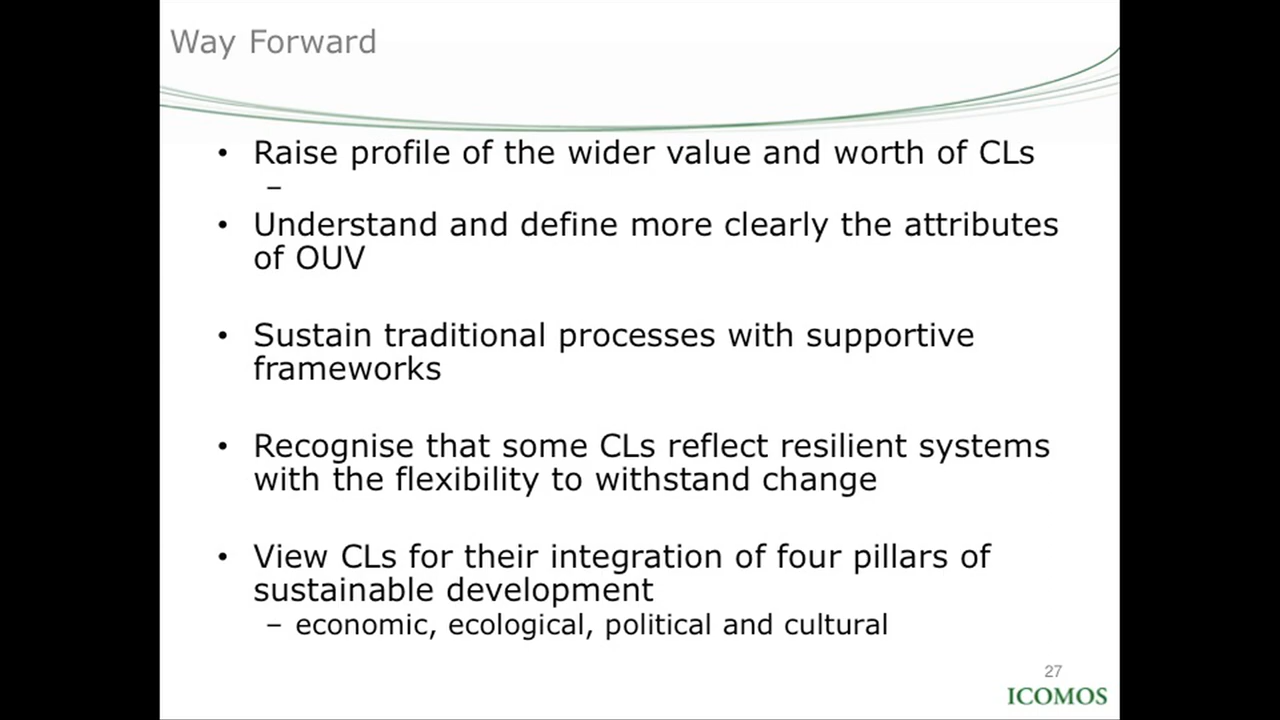 Way Forward
• Raise profile of the wider value and worth of CLs
–
• Understand and define more clearly the attributes
of OUV
• Sustain traditional processes with supportive
frameworks
• Recognise that some CLs reflect resilient systems
with the flexibility to withstand change
• View CLs for their integration of four pillars of
sustainable development
– economic, ecological, political and cultural
27
ICOMOS